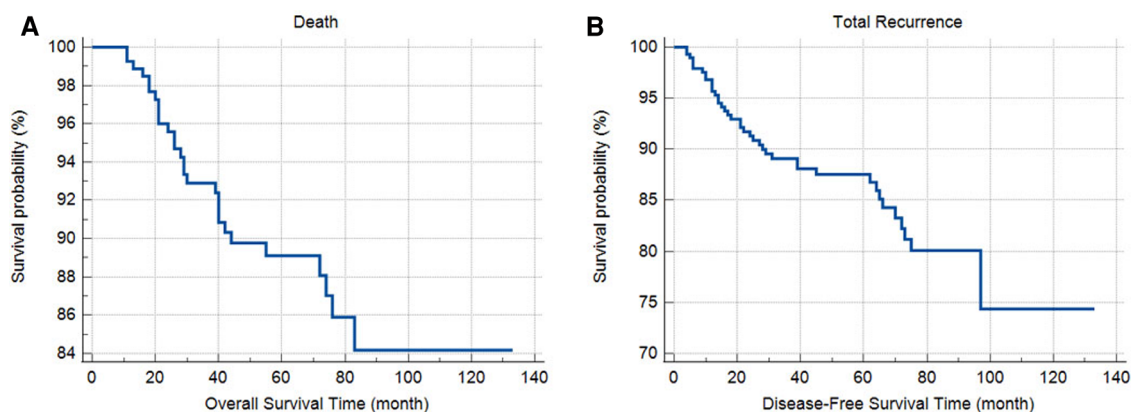 A
Death
Survival probability (%)
100
98
96
94
92
90
88
86
84
0 20 40 60 80 100 120 140
Overall Survival Time (month)
B
Total Recurrence
Survival probability (%)
100
95
90
85
80
75
70
0 20 40 60 80 100 120 140
Disease-Free Survival Time (month)